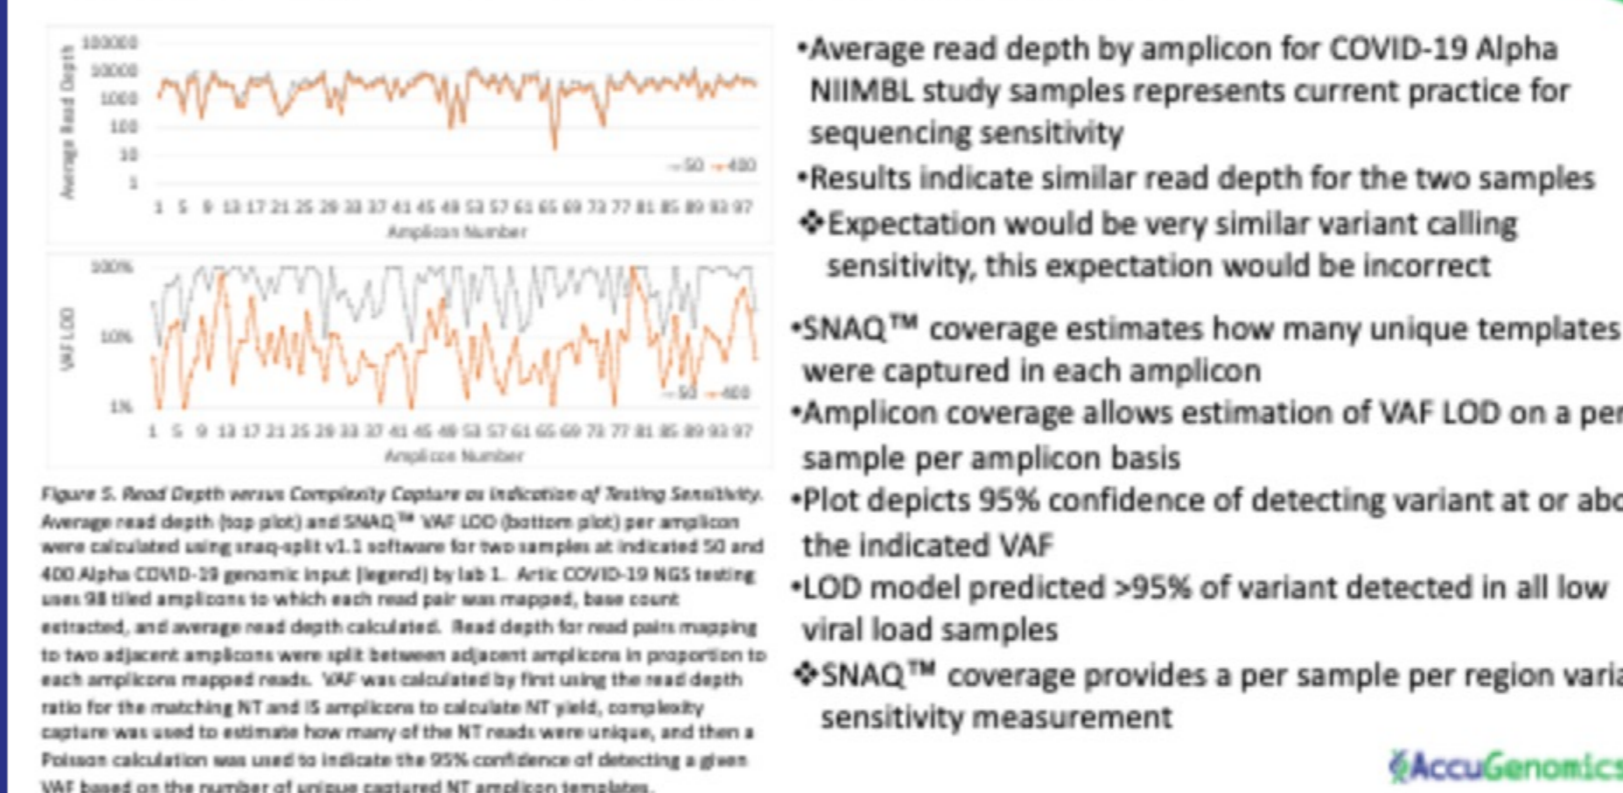 100000
10000
1000
100
10
1
Average Read Depth
50 400
1 5 9 13 17 21 25 29 33 37 41 45 49 53 57 61 65 69 73 77 81 85 89 93 97
Amplicon Number
100%
10%
1%
VAF LOD
50 400
1 5 9 13 17 21 25 29 33 37 41 45 49 53 57 61 65 69 73 77 81 85 89 93 97
Amplicon Number
Figure 5. Read Depth versus Complexity Capture as Indication of Testing Sensitivity.
Average read depth (top plot) and SNAQ™ VAF LOD (bottom plot) per amplicon
were calculated using snaq-split v1.1 software for two samples at indicated 50 and
400 Alpha COVID-19 genomic input (legend) by lab 1. Artic COVID-19 NGS testing
uses 98 tiled amplicons to which each read pair was mapped, base count
extracted, and average read depth calculated. Read depth for read pairs mapping
to two adjacent amplicons were split between adjacent amplicons in proportion to
each amplicons mapped reads. VAF was calculated by first using the read depth
ratio for the matching NT and IS amplicons to calculate NT yield, complexity
capture was used to estimate how many of the NT reads were unique, and then a
Poisson calculation was used to indicate the 95% confidence of detecting a given
VAF based on the number of unique captured NT amplicon templates.
•Average read depth by amplicon for COVID-19 Alpha
NIIMBL study samples represents current practice for
sequencing sensitivity
•Results indicate similar read depth for the two samples
❖Expectation would be very similar variant calling
sensitivity, this expectation would be incorrect
•SNAQ™ coverage estimates how many unique templates
were captured in each amplicon
•Amplicon coverage allows estimation of VAF LOD on a per
sample per amplicon basis
•Plot depicts 95% confidence of detecting variant at or abo
the indicated VAF
•LOD model predicted >95% of variant detected in all low
viral load samples
❖SNAQ™ coverage provides a per sample per region varia
sensitivity measurement
AccuGenomics